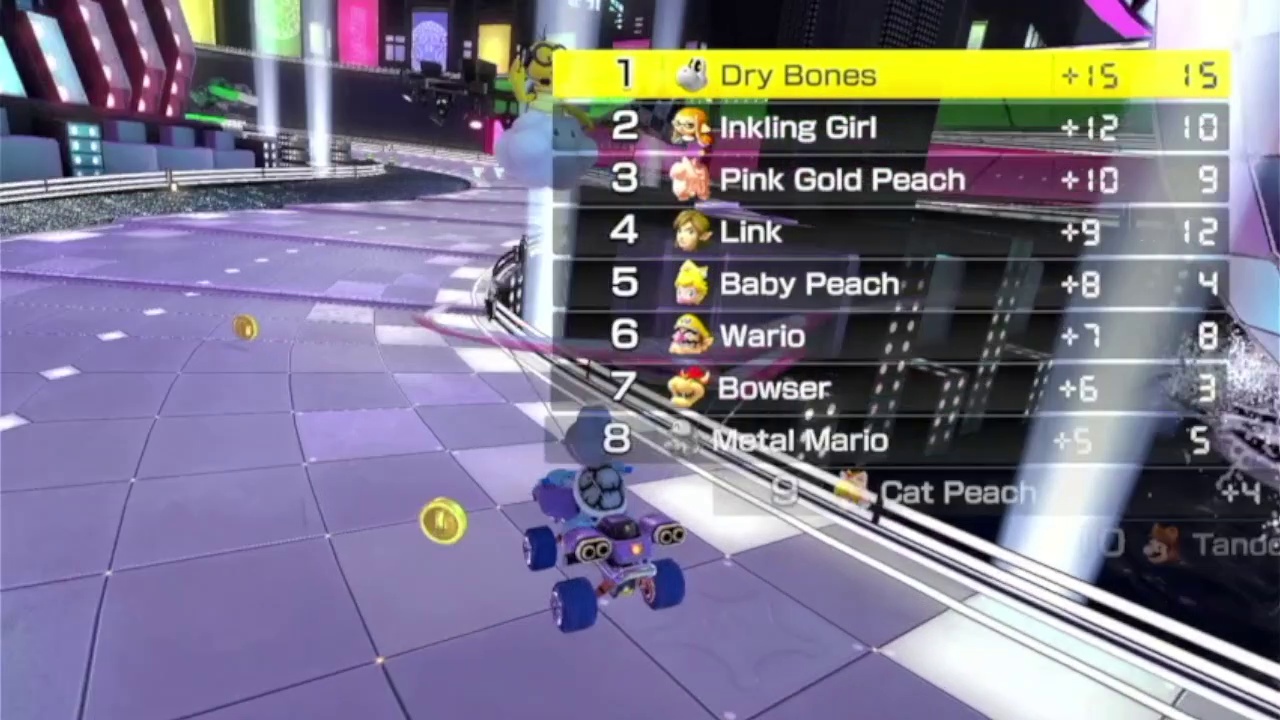 1 Dry Bones +15 15
2 Inkling Girl +12 10
3 Pink Gold Peach +10 9
4 Link +9 12
5 Baby Peach +8 4
6 Wario +7 8
7 Bowser +6 3
8 Metal Mario +5 5
9 Cat Peach +4